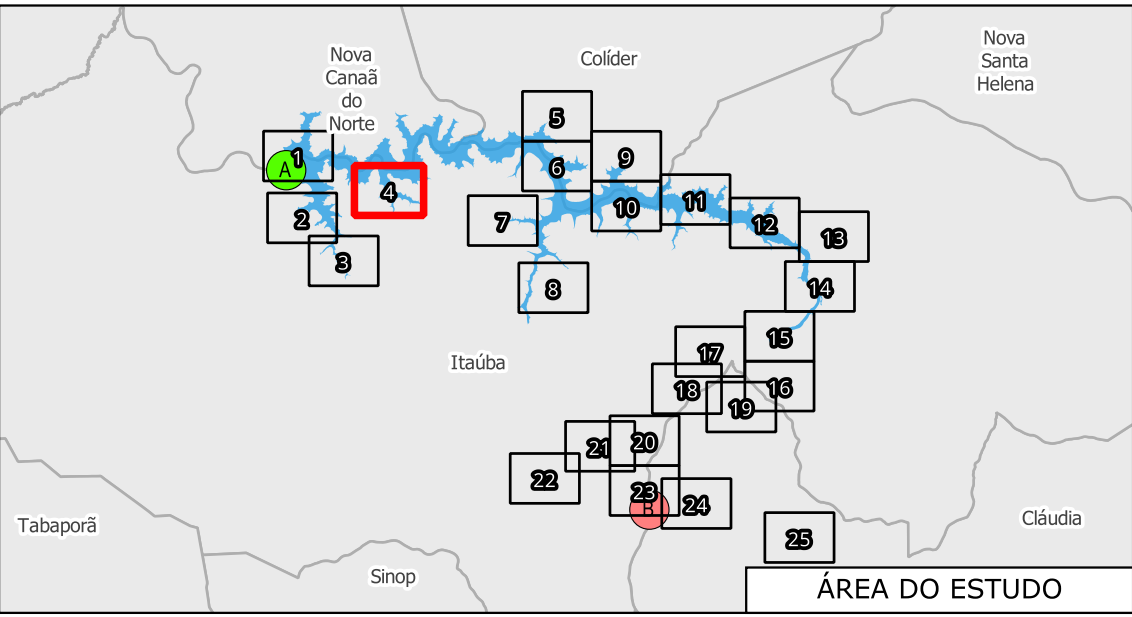 Nova
Canaã
do
Norte
Colíder
Nova
Santa
Helena
5
1
A
4
6
9
2
7
10
11
12
13
3
8
14
15
Itaúba
17
16
18
19
21
20
22
23
B
24
25
Tabaporã
Cláudia
Sinop
ÁREA DO ESTUDO